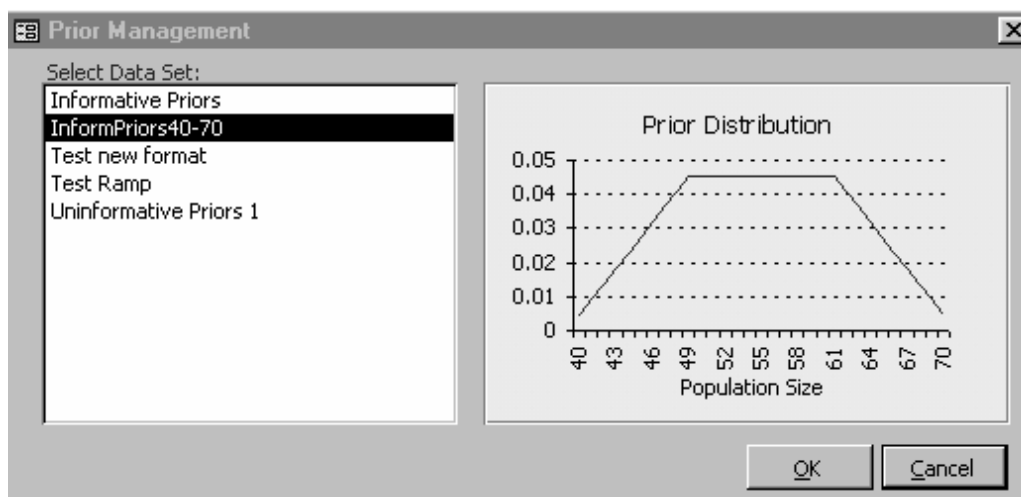 Prior Management
Select Data Set:
Informative Priors
InformPriors40-70
Test new format
Test Ramp
Uninformative Priors 1
Prior Distribution
0.05
0.04
0.03
0.02
0.01
0
40 43 46 49 52 55 58 61 64 67 70
Population Size
OK Cancel